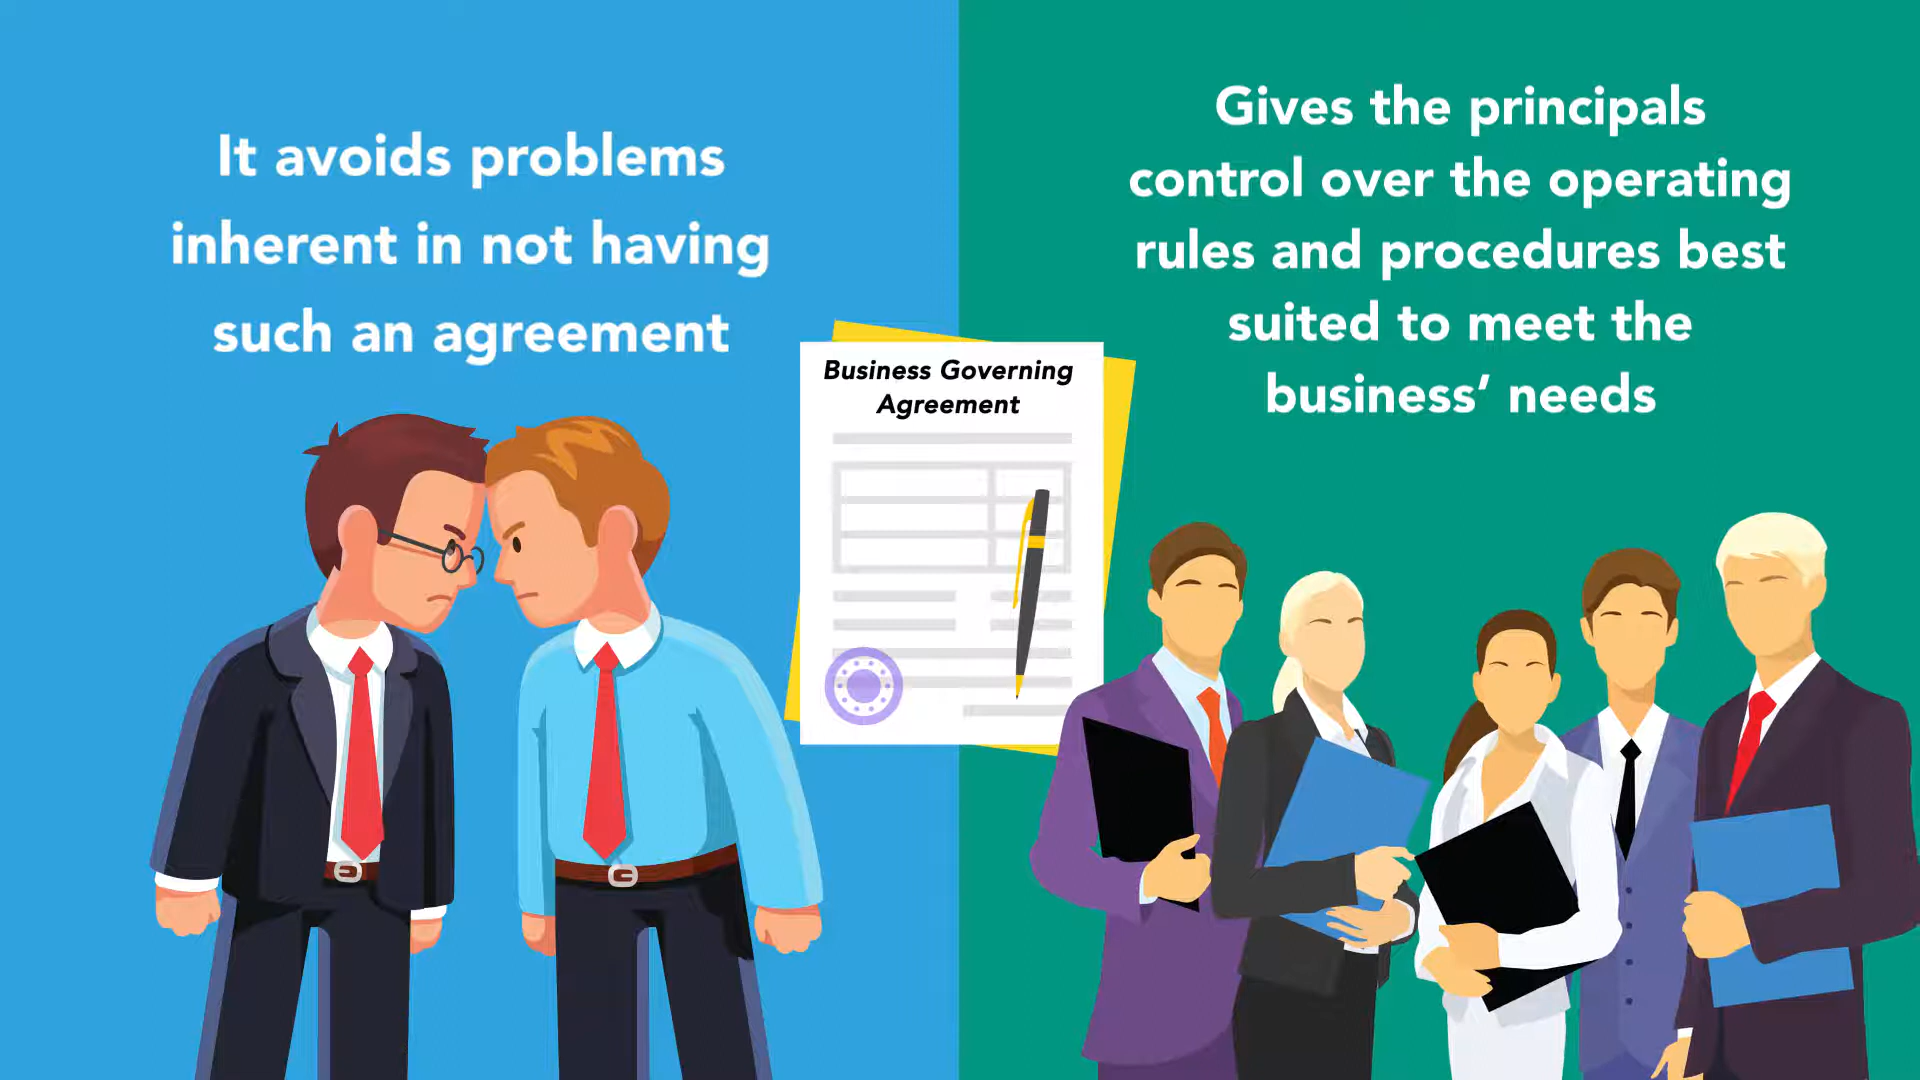 It avoids problems
inherent in not having
such an agreement
Business Governing
Agreement
Gives the principals
control over the operating
rules and procedures best
suited to meet the
business’ needs